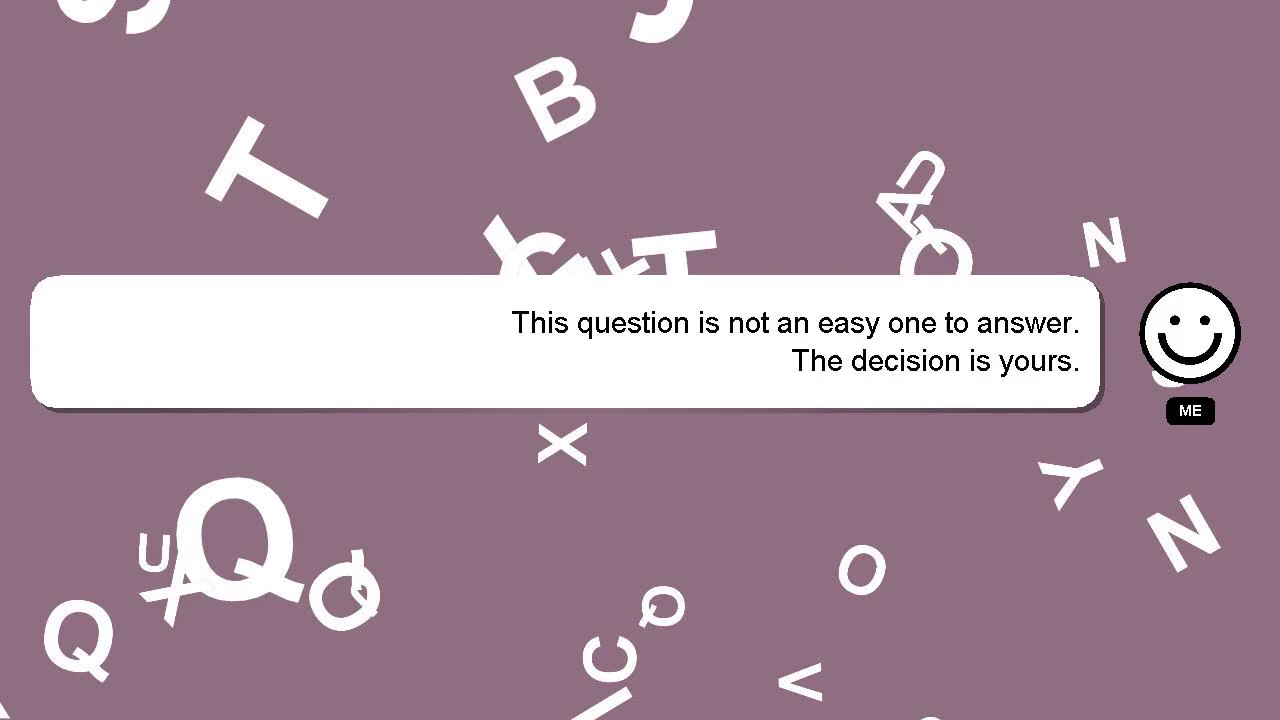 B
T
U
A
N
T
This question is not an easy one to answer.
The decision is yours.
ME
X
Y
Q
U
N
O
Q
Q
C
V